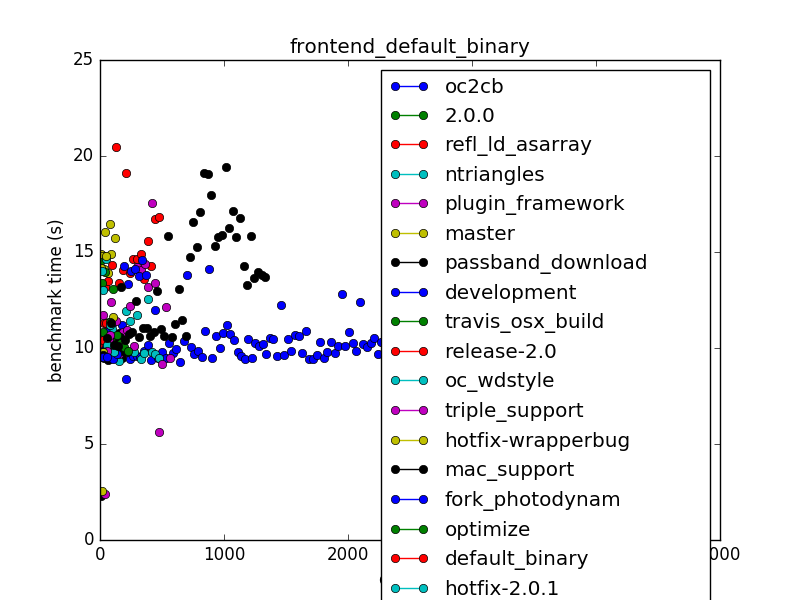 frontend_default_binary
benchmark time (s)
25
20
15
10
5
0
0
1000
2000
000
oc2cb
2.0.0
refl_ld_asarray
ntriangles
plugin_framework
master
passband_download
development
travis_osx_build
release-2.0
oc_wdstyle
triple_support
hotfix-wrapperbug
mac_support
fork_photodynam
optimize
default_binary
hotfix-2.0.1